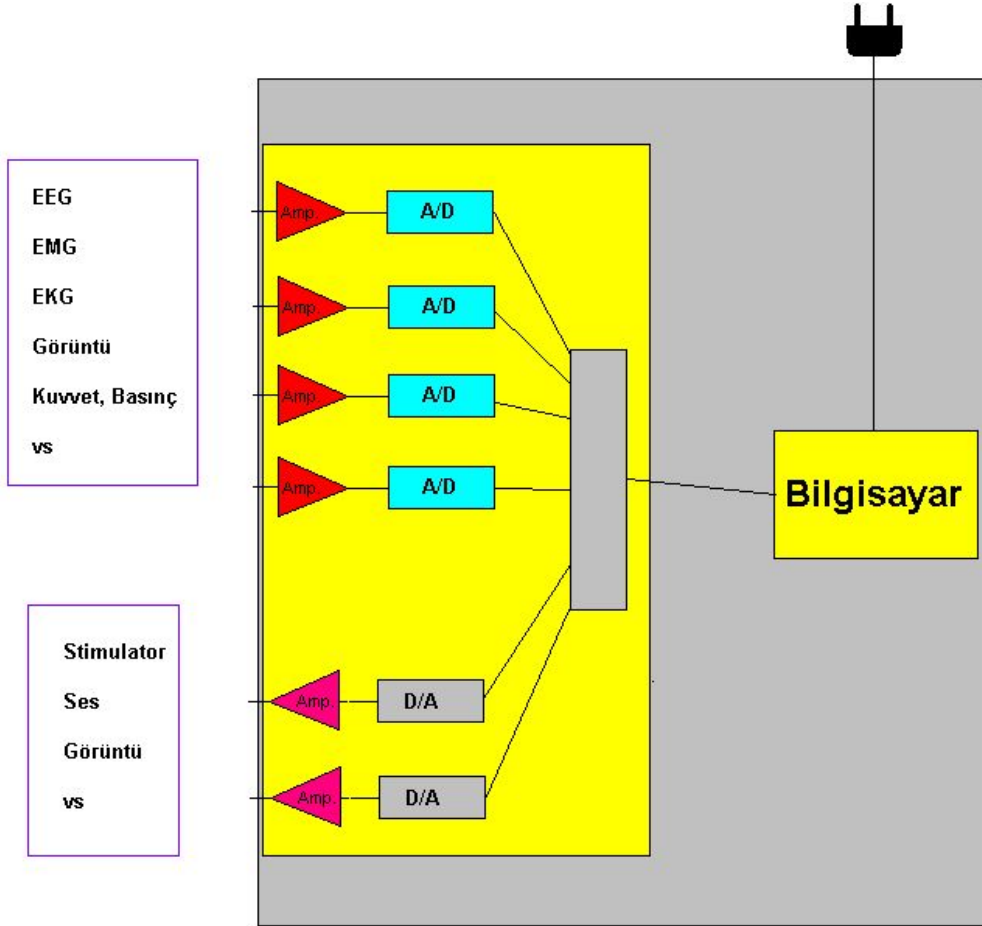 EEG
EMG
EKG
Görüntü
Kuvvet, Basınç
vs
Amp.
A/D
Amp.
A/D
Amp.
A/D
Amp.
A/D
Bilgisayar
Stimulator
Ses
Görüntü
vs
Amp.
D/A
Amp.
D/A